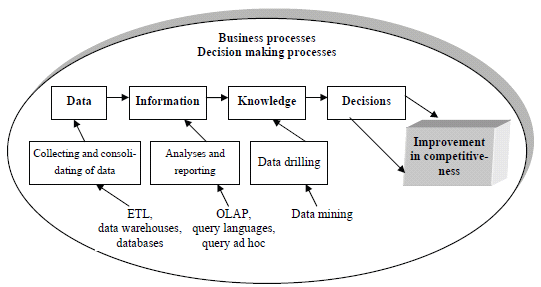 Business processes
Decision making processes
Data
Information
Knowledge
Decisions
Improvement
in competitive-
ness
Collecting and consoli-
dating of data
Analyses and
reporting
Data drilling
ETL,
data warehouses,
databases
OLAP,
query languages,
query ad hoc
Data mining